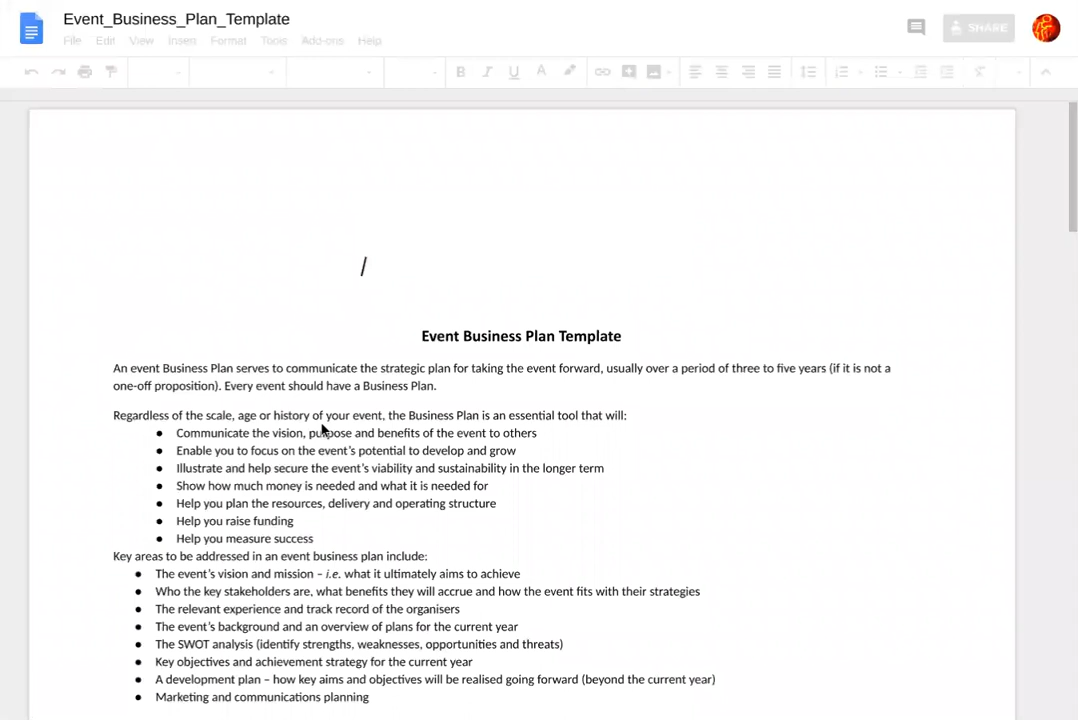 Event_Business_Plan_Template
File Edit View Insert Format Tools Add-ons Help
SHARE
B I U A
/
Event Business Plan Template
An event Business Plan serves to communicate the strategic plan for taking the event forward, usually over a period of three to five years (if it is not a
one-off proposition). Every event should have a Business Plan.
Regardless of the scale, age or history of your event, the Business Plan is an essential tool that will:
● Communicate the vision, purpose and benefits of the event to others
● Enable you to focus on the event’s potential to develop and grow
● Illustrate and help secure the event’s viability and sustainability in the longer term
● Show how much money is needed and what it is needed for
● Help you plan the resources, delivery and operating structure
● Help you raise funding
● Help you measure success
Key areas to be addressed in an event business plan include:
● The event’s vision and mission – i.e. what it ultimately aims to achieve
● Who the key stakeholders are, what benefits they will accrue and how the event fits with their strategies
● The relevant experience and track record of the organisers
● The event’s background and an overview of plans for the current year
● The SWOT analysis (identify strengths, weaknesses, opportunities and threats)
● Key objectives and achievement strategy for the current year
● A development plan – how key aims and objectives will be realised going forward (beyond the current year)
● Marketing and communications planning